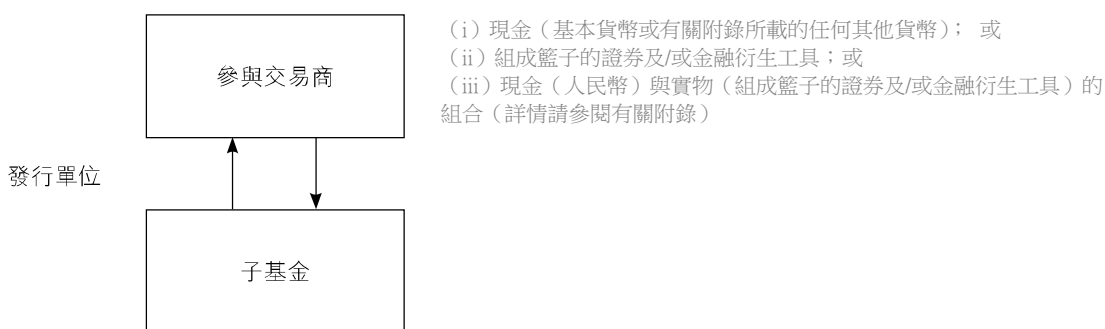 （i）現金（基本貨幣或有關附錄所載的任何其他貨幣）； 或
（ii）組成籃子的證券及/或金融衍生工具；或
（iii）現金（人民幣）與實物（組成籃子的證券及/或金融衍生工具）的
組合（詳情請參閱有關附錄）
參與交易商
發行單位
子基金